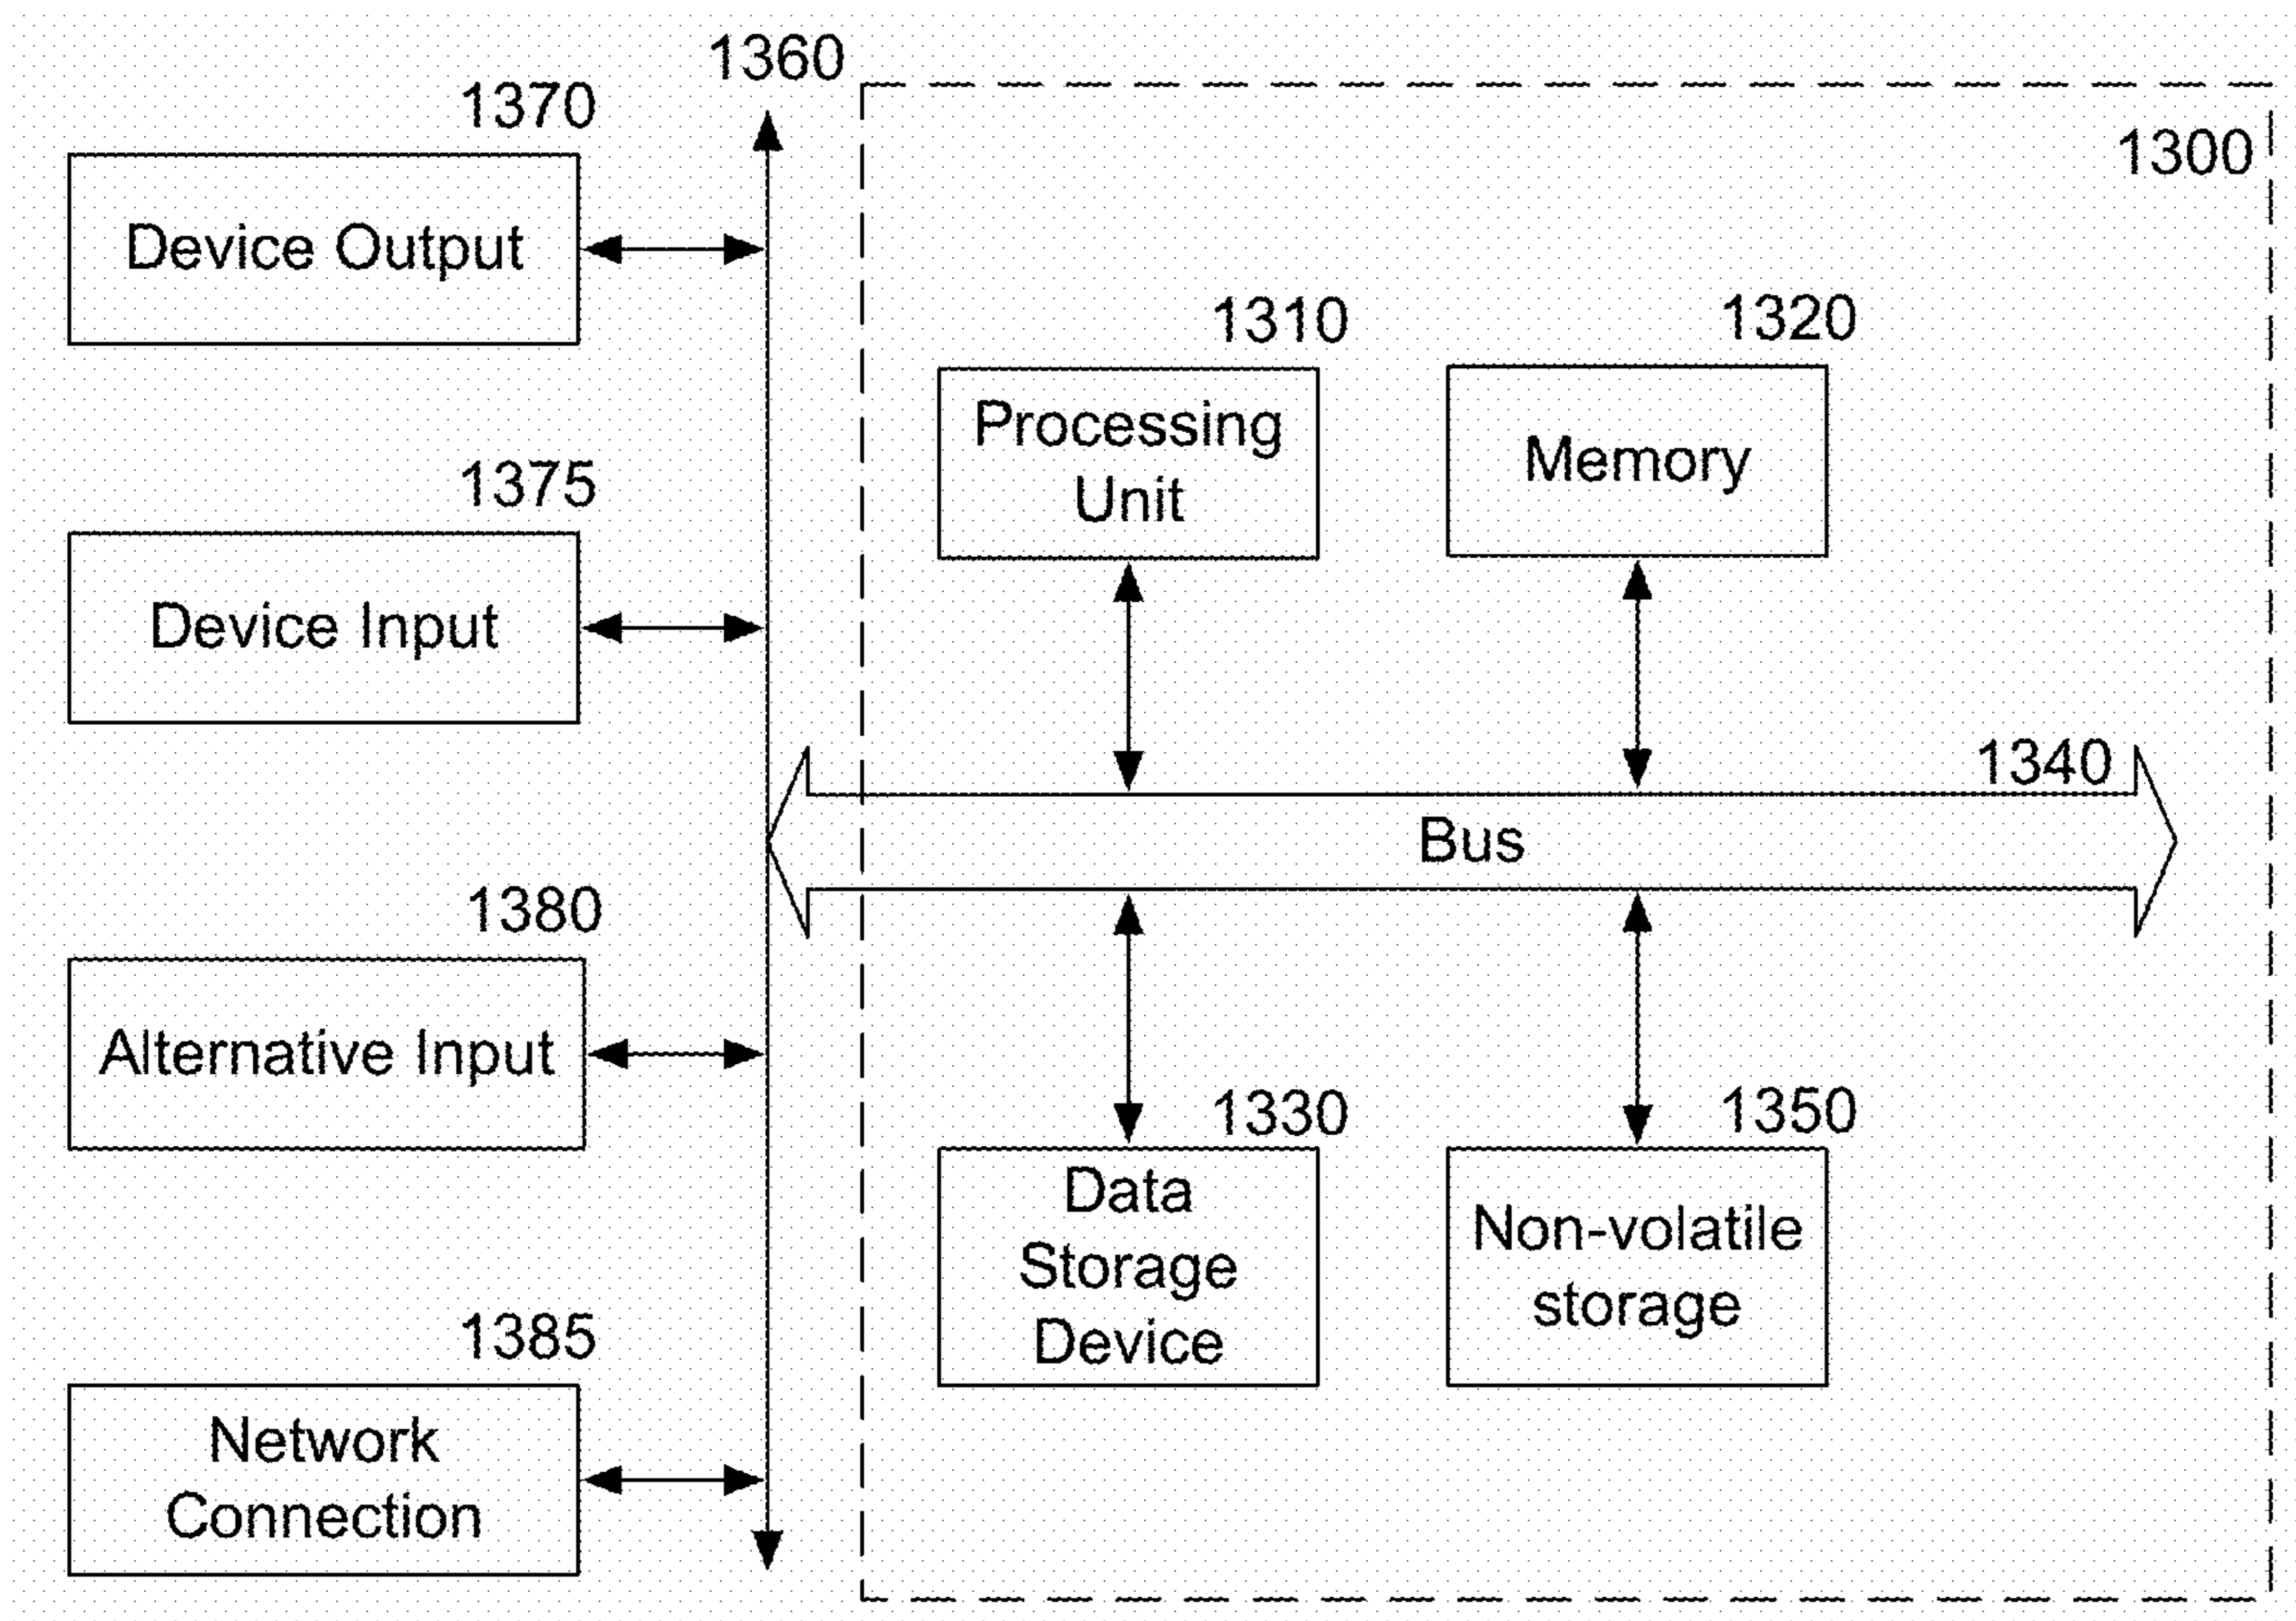 1360
1370
1300
Device Output
1310
1320
Processing
Unit
Memory
1375
Device Input
1340
Bus
1380
Alternative Input
1330
1350
Data
Storage
Device
Non-volatile
storage
1385
Network
Connection